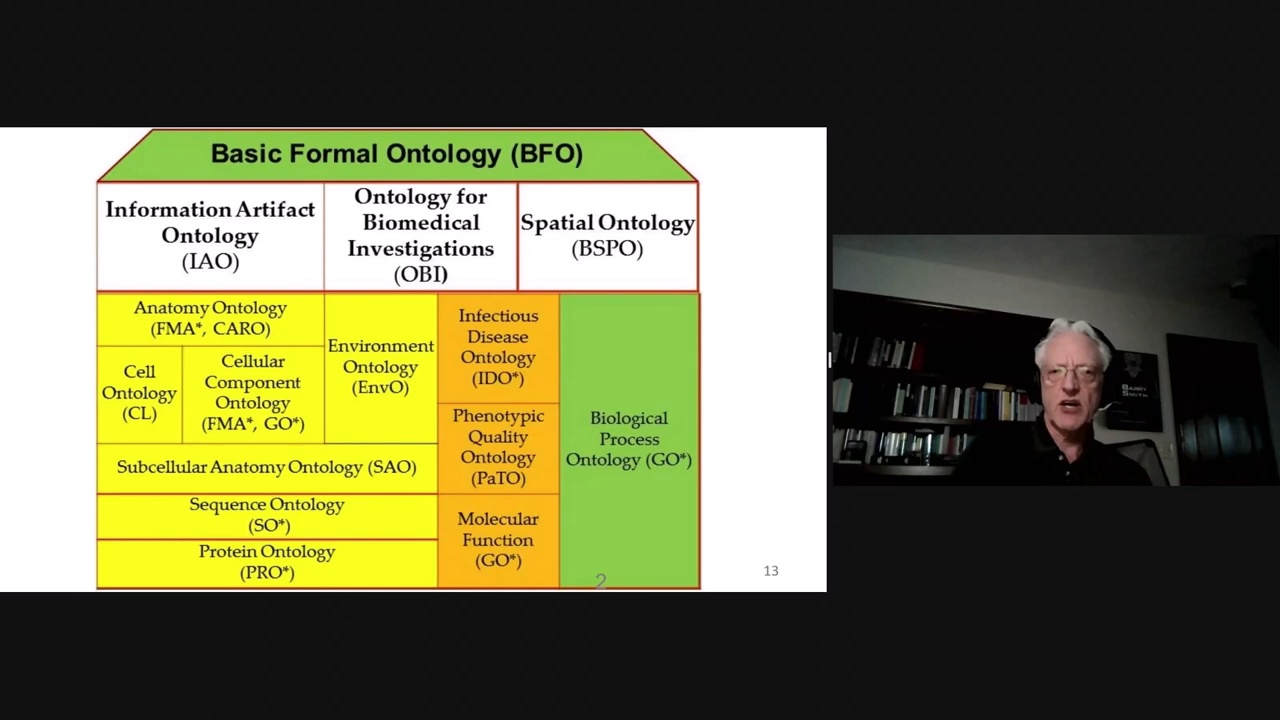 Basic Formal Ontology (BFO)
Information Artifact
Ontology
(IAO)
Ontology for
Biomedical
Investigations
(OBI)
Spatial Ontology
(BSPO)
Anatomy Ontology
(FMA*, CARO)
Cell
Ontology
(CL)
Cellular
Component
Ontology
(FMA*, GO*)
Environment
Ontology
(EnvO)
Infectious
Disease
Ontology
(IDO*)
Phenotypic
Quality
Ontology
(PaTO)
Biological
Process
Ontology (GO*)
Subcellular Anatomy Ontology (SAO)
Sequence Ontology
(SO*)
Molecular
Function
(GO*)
Protein Ontology
(PRO*)
2
13
Barry
Smith